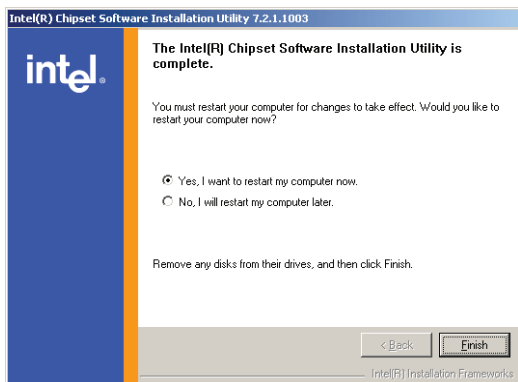 Intel(R) Chipset Software Installation Utility 7.2.1.1003
intel.
The Intel(R) Chipset Software Installation Utility is
complete.
You must restart your computer for changes to take effect. Would you like to
restart your computer now?
Yes, I want to restart my computer now.
No, I will restart my computer later.
Remove any disks from their drives, and then click Finish.
< Back
Finish
Intel(R) Installation Frameworks